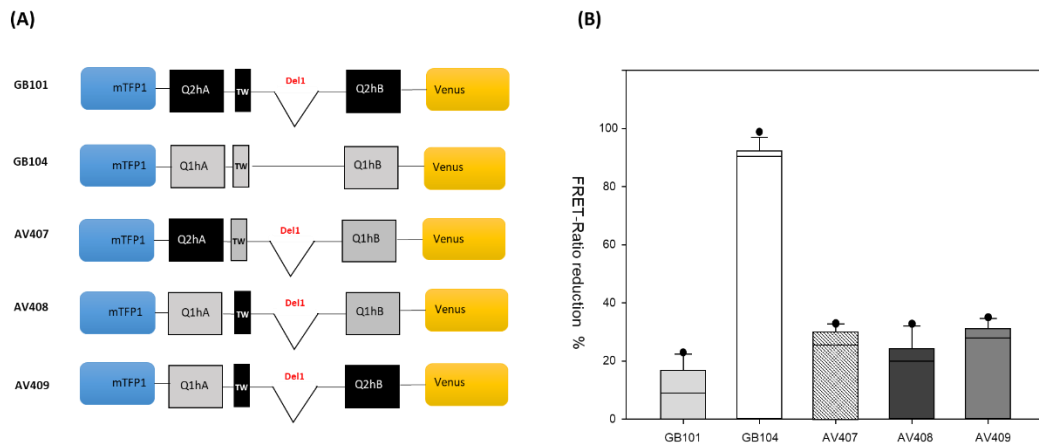 (A)
GB101
mTFP1
Q2hA
TW
Del1
Q2hB
Venus
GB104
mTFP1
Q1hA
TW
Q1hB
Venus
AV407
mTFP1
Q2hA
TW
Del1
Q1hB
Venus
AV408
mTFP1
Q1hA
TW
Del1
Q1hB
Venus
AV409
mTFP1
Q1hA
TW
Del1
Q2hB
Venus
(B)
FRET-Ratio reduction %
100
80
60
40
20
0
GB101 GB104 AV407 AV408 AV409